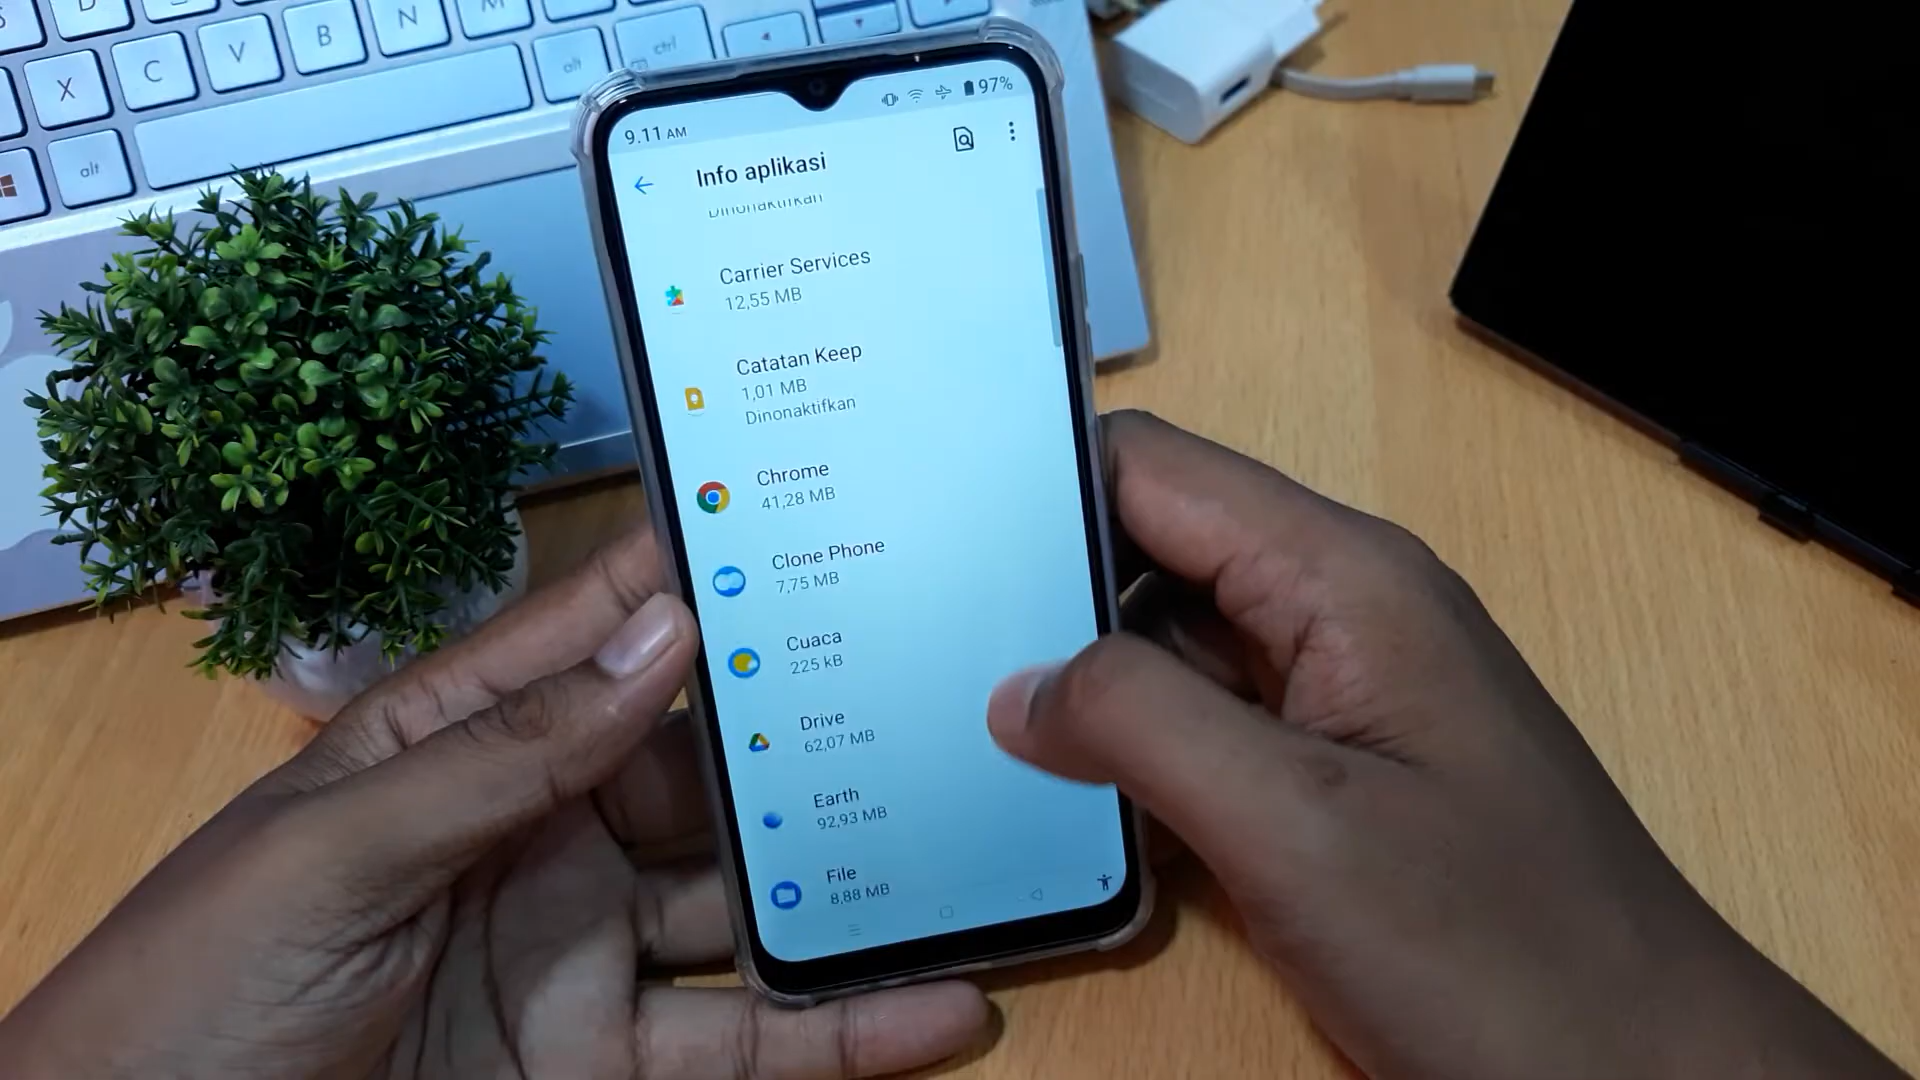 D
X
C
V
B
N
M
alt
alt
ctrl
9.11 AM
97%
Info aplikasi
Dinonaktifkan
Carrier Services
12,55 MB
Catatan Keep
1,01 MB
Dinonaktifkan
Chrome
41,28 MB
Clone Phone
7,75 MB
Cuaca
225 kB
Drive
62,07 MB
Earth
92,93 MB
File
8,88 MB